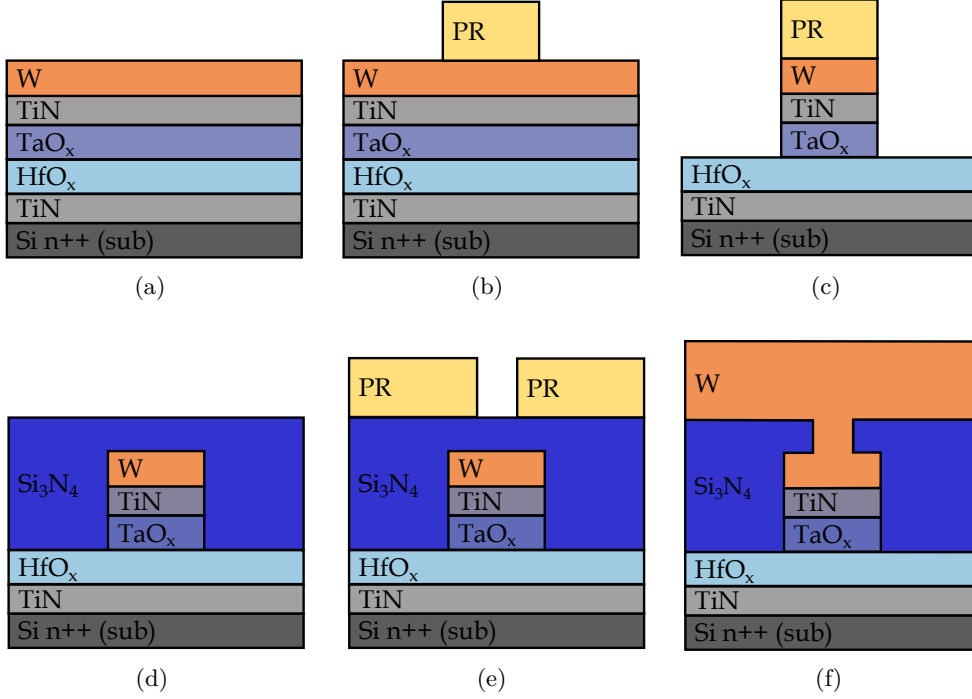 W
TiN
TaOₓ
HfOₓ
TiN
Si n++ (sub)
(a)
PR
W
TiN
TaOₓ
HfOₓ
TiN
Si n++ (sub)
(b)
PR
W
TiN
TaOₓ
HfOₓ
TiN
Si n++ (sub)
(c)
Si₃N₄
W
TiN
TaOₓ
HfOₓ
TiN
Si n++ (sub)
(d)
PR PR
Si₃N₄
W
TiN
TaOₓ
HfOₓ
TiN
Si n++ (sub)
(e)
W
Si₃N₄
TiN
TaOₓ
HfOₓ
TiN
Si n++ (sub)
(f)